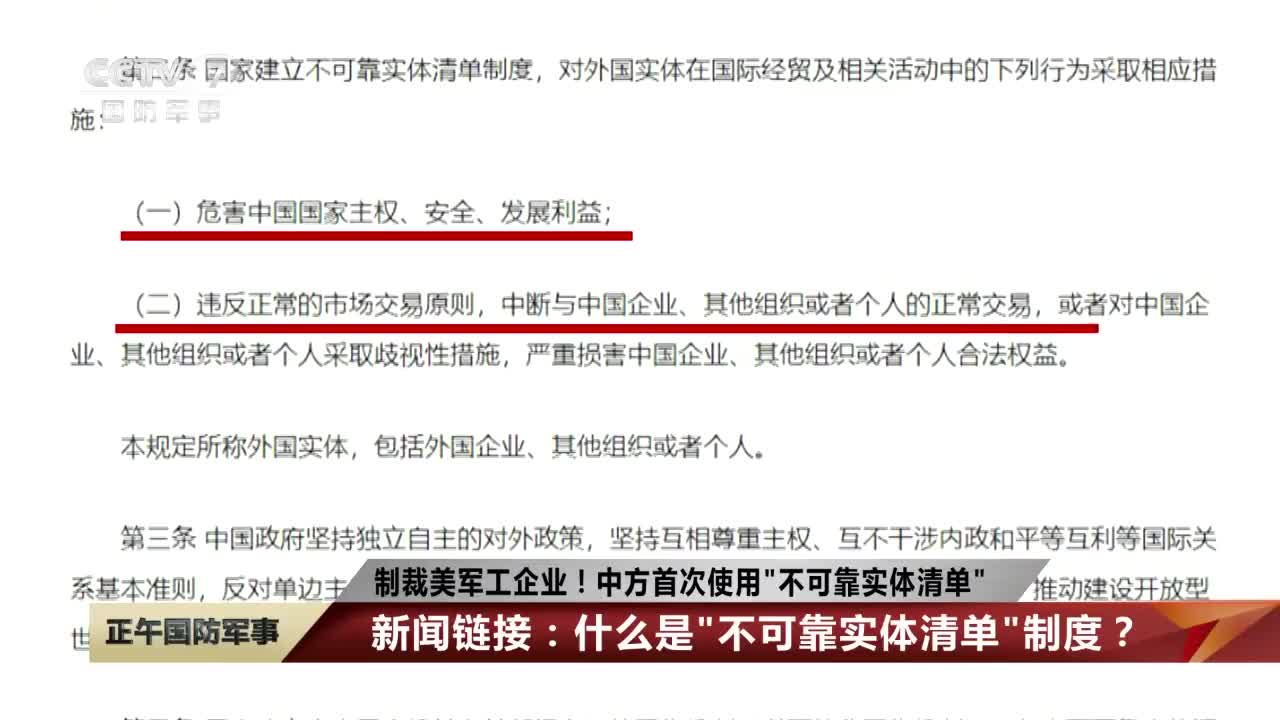 CCTV 7
国防军事
第二条 国家建立不可靠实体清单制度，对外国实体在国际经贸及相关活动中的下列行为采取相应措
施：
（一）危害中国国家主权、安全、发展利益；
（二）违反正常的市场交易原则，中断与中国企业、其他组织或者个人的正常交易，或者对中国企
业、其他组织或者个人采取歧视性措施，严重损害中国企业、其他组织或者个人合法权益。
本规定所称外国实体，包括外国企业、其他组织或者个人。
第三条 中国政府坚持独立自主的对外政策，坚持互相尊重主权、互不干涉内政和平等互利等国际关
系基本准则，反对单边主
推动建设开放型
世
制裁美军工企业！中方首次使用"不可靠实体清单"
正午国防军事
新闻链接：什么是"不可靠实体清单"制度？